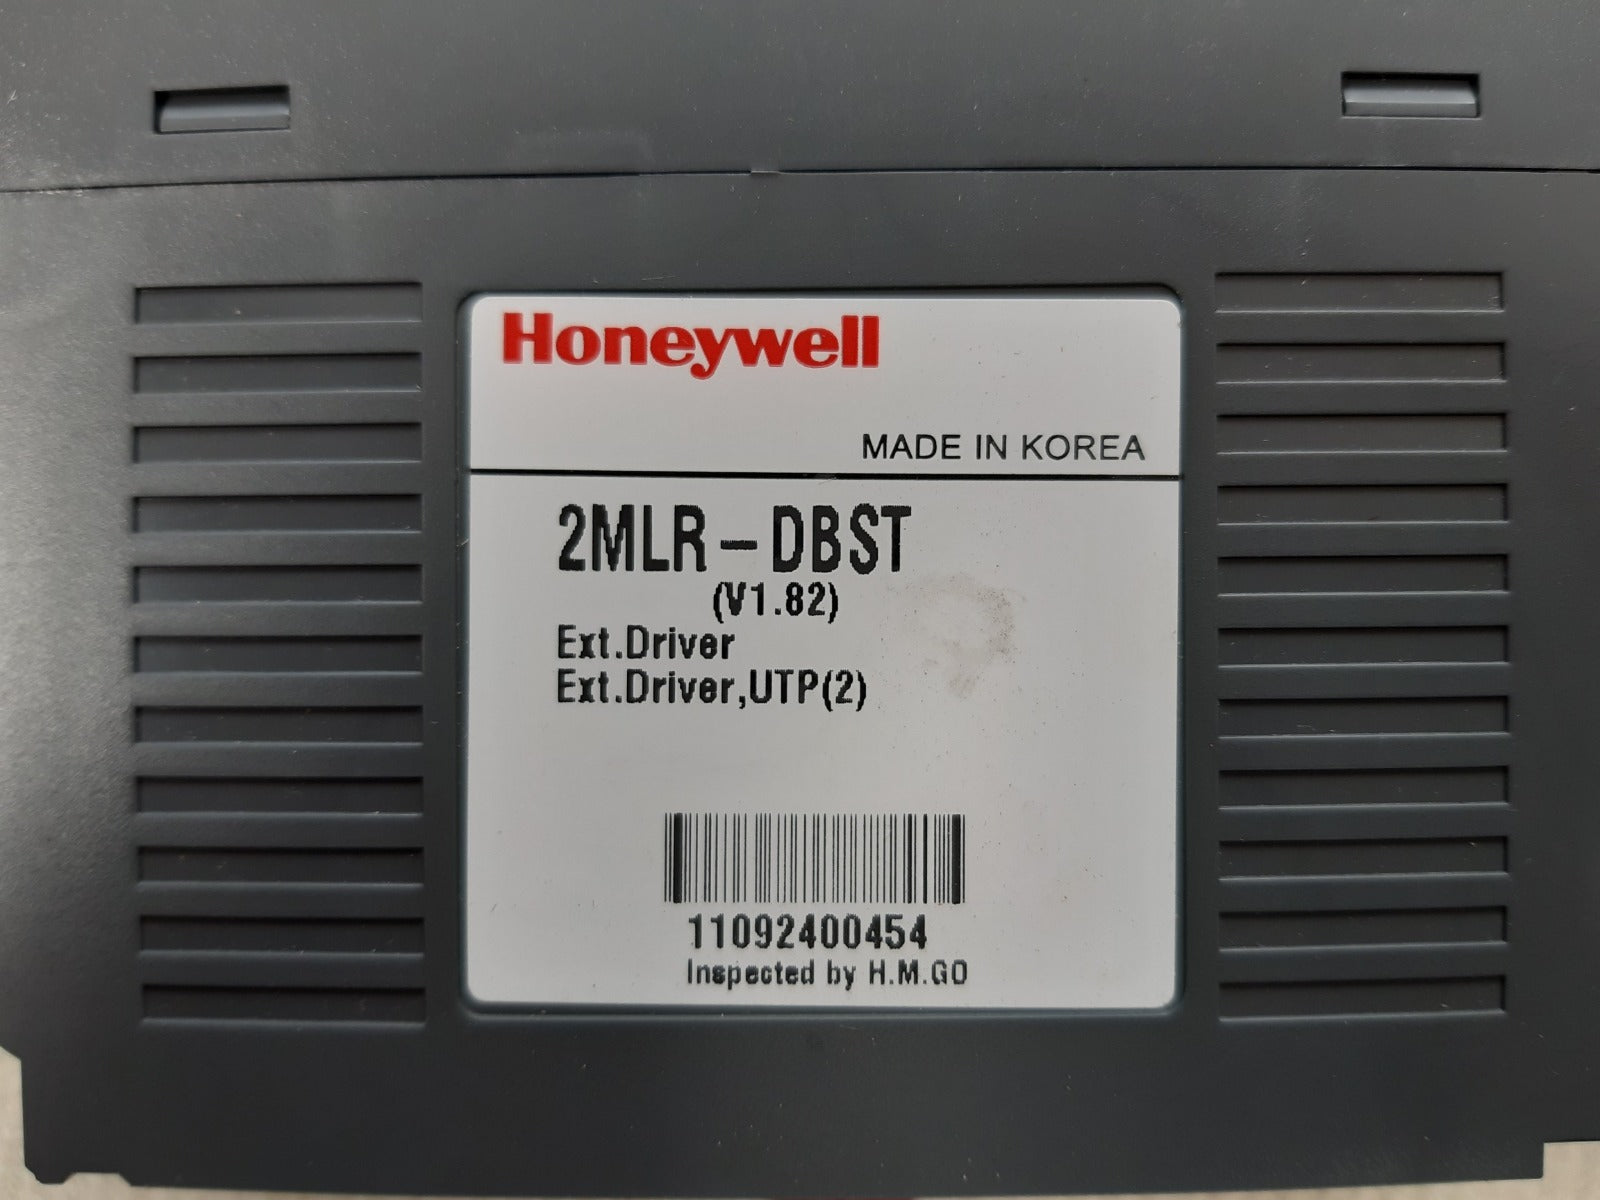 Honeywell
MADE IN KOREA
2MLR-DBST
(V1.82)
Ext.Driver
Ext.Driver,UTP(2)
11092400454
Inspected by H.M.GO